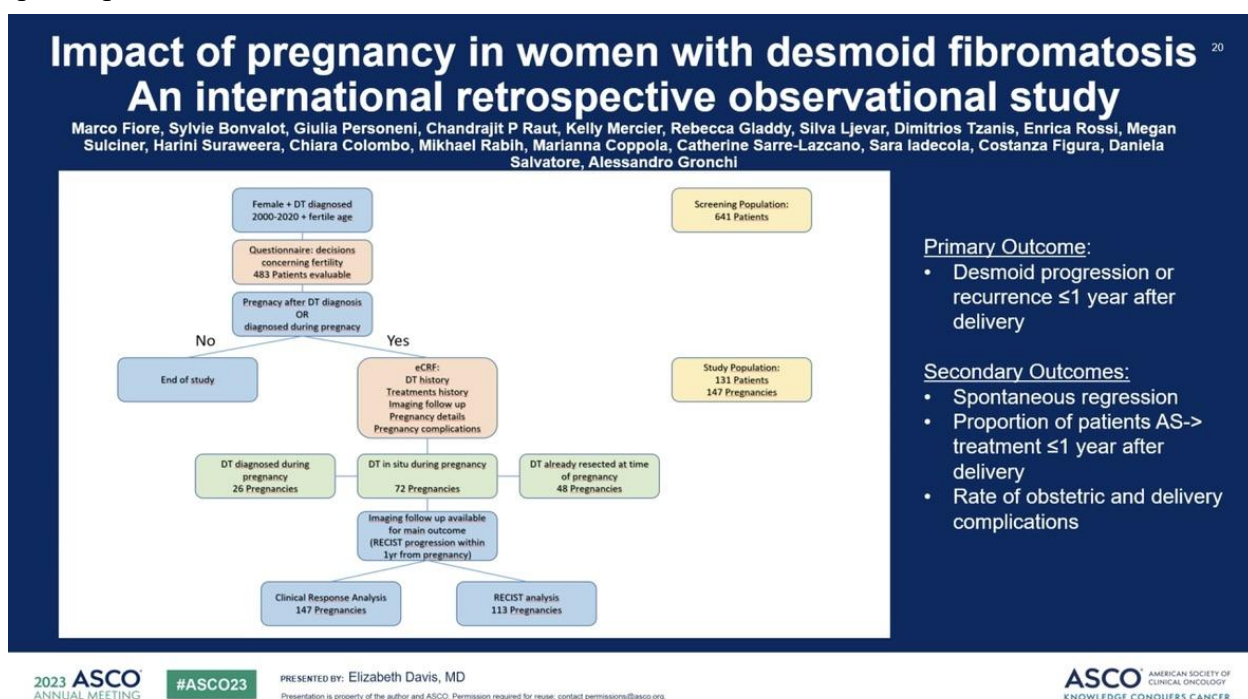 Impact of pregnancy in women with desmoid fibromatosis
20
An international retrospective observational study
Marco Fiore, Sylvie Bonvalot, Giulia Personeni, Chandrajit P Raut, Kelly Mercier, Rebecca Gladdy, Silva Ljevar, Dimitrios Tzanis, Enrica Rossi, Megan
Sulciner, Harini Suraweera, Chiara Colombo, Mikhael Rabih, Marianna Coppola, Catherine Sarre-Lazcano, Sara Iadecola, Costanza Figura, Daniela
Salvatore, Alessandro Gronchi
Female + DT diagnosed
2000-2020 + fertile age
Screening Population:
641 Patients
Questionnaire: decisions
concerning fertility
483 Patients evaluable
Pregnacy after DT diagnosis
OR
diagnosed during pregnacy
No
Yes
End of study
eCRF:
DT history
Treatments history
Imaging follow up
Pregnancy details
Pregnancy complications
Study Population:
131 Patients
147 Pregnancies
DT diagnosed during
pregnancy
26 Pregnancies
DT in situ during pregnancy
72 Pregnancies
DT already resected at time
of pregnancy
48 Pregnancies
Imaging follow up available
for main outcome
(RECIST progression within
1yr from pregnancy)
Clinical Response Analysis
147 Pregnancies
RECIST analysis
113 Pregnancies
Primary Outcome:
• Desmoid progression or
recurrence ≤1 year after
delivery
Secondary Outcomes:
• Spontaneous regression
• Proportion of patients AS->
treatment ≤1 year after
delivery
• Rate of obstetric and delivery
complications
2023 ASCO
ANNUAL MEETING
#ASCO23
PRESENTED BY: Elizabeth Davis, MD
Presentation is property of the author and ASCO. Permission required for reuse; contact permissions@asco.org
ASCO AMERICAN SOCIETY OF
CLINICAL ONCOLOGY
KNOWLEDGE CONQUERS CANCER